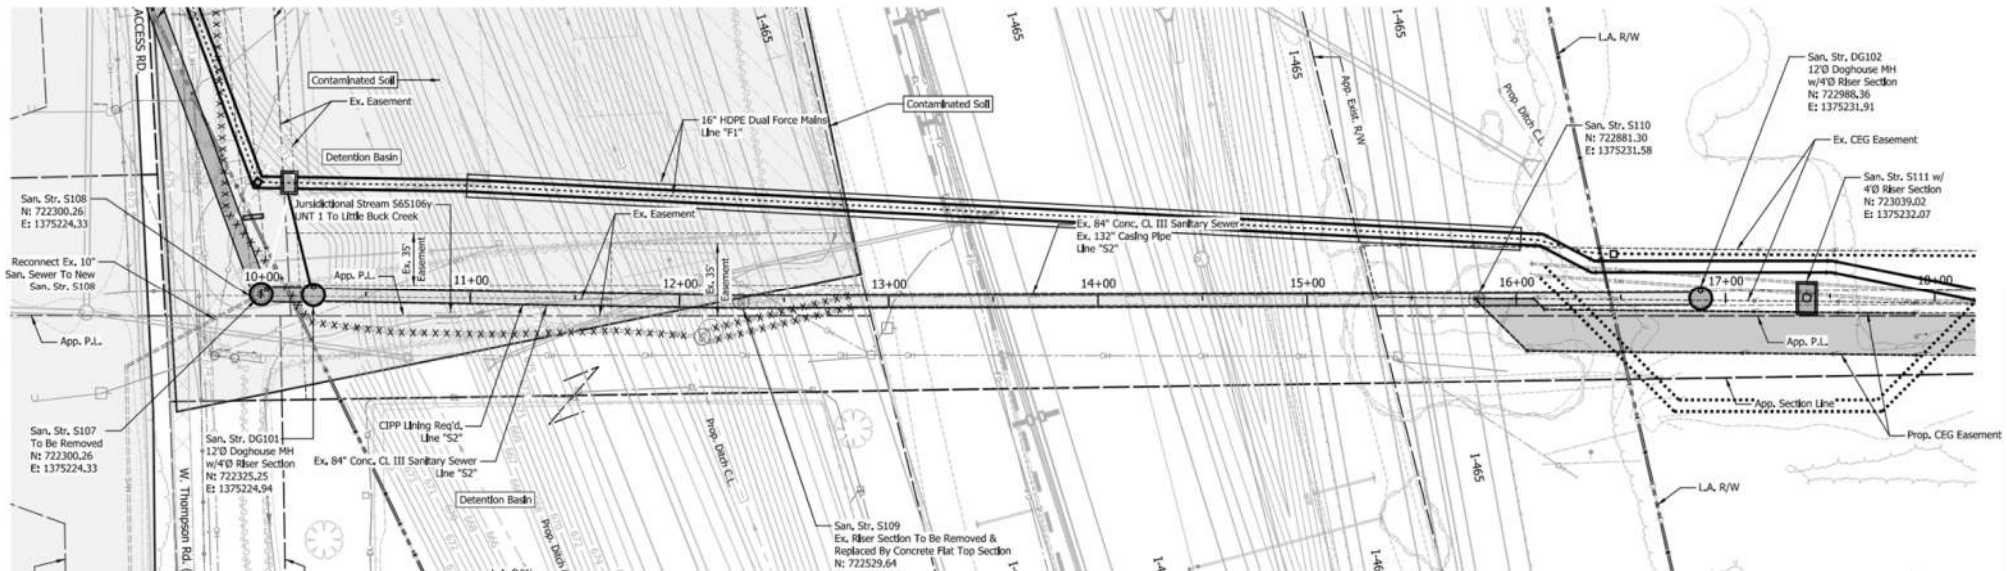 ACCESS RD.
I-465
I-465
I-465
I-465
L.A. R/W
Contaminated Soil
Ex. Easement
Contaminated Soil
App. Exist. R/W
Prop. Ditch C.L.
San. Str. DG102
12'Ø Doghouse MH
w/4'Ø Riser Section
N: 722988.36
E: 1375231.91
16" HDPE Dual Force Mains
Line "F1"
San. Str. S110
N: 722881.30
E: 1375231.58
Ex. CEG Easement
Detention Basin
San. Str. S111 w/
4'Ø Riser Section
N: 723039.02
E: 1375232.07
San. Str. S108
N: 722300.26
E: 1375224.33
Jursidictional Stream S65106y
UNT 1 To Little Buck Creek
Ex. Easement
Ex. 84" Conc. CL III Sanitary Sewer
Ex. 132" Casing Pipe
Line "S2"
Ex. 35'
Easement
Ex. 35'
Easement
Reconnect Ex. 10"
San. Sewer To New
San. Str. S108
App. P.L.
10+00
11+00
12+00
13+00
14+00
15+00
16+00
17+00
18+00
App. P.L.
App. P.L.
App. Section Line
Prop. CEG Easement
San. Str. S107
To Be Removed
N: 722300.26
E: 1375224.33
San. Str. DG101
12'Ø Doghouse MH
w/4'Ø Riser Section
N: 722325.25
E: 1375224.94
CIPP Lining Req'd.
Line "S2"
Ex. 84" Conc. CL III Sanitary Sewer
Line "S2"
Detention Basin
W. Thompson Rd.
Prop. Ditch
Prop. Ditch C.L.
San. Str. S109
Ex. Riser Section To Be Removed &
Replaced By Concrete Flat Top Section
N: 722529.64
I-465
L.A. R/W